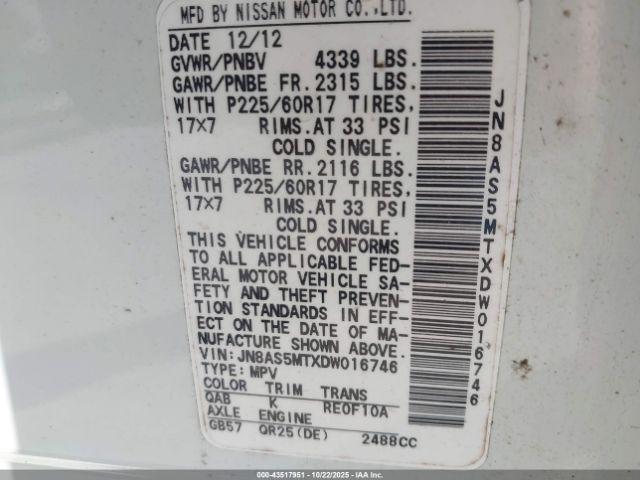 MFD BY NISSAN MOTOR CO.,LTD.
DATE 12/12
GVWR/PNBV 4339 LBS.
GAWR/PNBE FR. 2315 LBS.
WITH P225/60R17 TIRES,
17X7 RIMS.AT 33 PSI
COLD SINGLE.
GAWR/PNBE RR. 2116 LBS.
WITH P225/60R17 TIRES,
17X7 RIMS.AT 33 PSI
COLD SINGLE.
THIS VEHICLE CONFORMS
TO ALL APPLICABLE FED-
ERAL MOTOR VEHICLE SA-
FETY AND THEFT PREVEN-
TION STANDARDS IN EFF-
ECT ON THE DATE OF MA-
NUFACTURE SHOWN ABOVE.
VIN: JN8AS5MTXDW016746
TYPE: MPV
COLOR TRIM TRANS
QAB K RE0F10A
AXLE ENGINE
GB57 QR25(DE) 2488CC
JN8AS5MTXDW016746
000-43517951 | 10/22/2025 | IAAI.COM